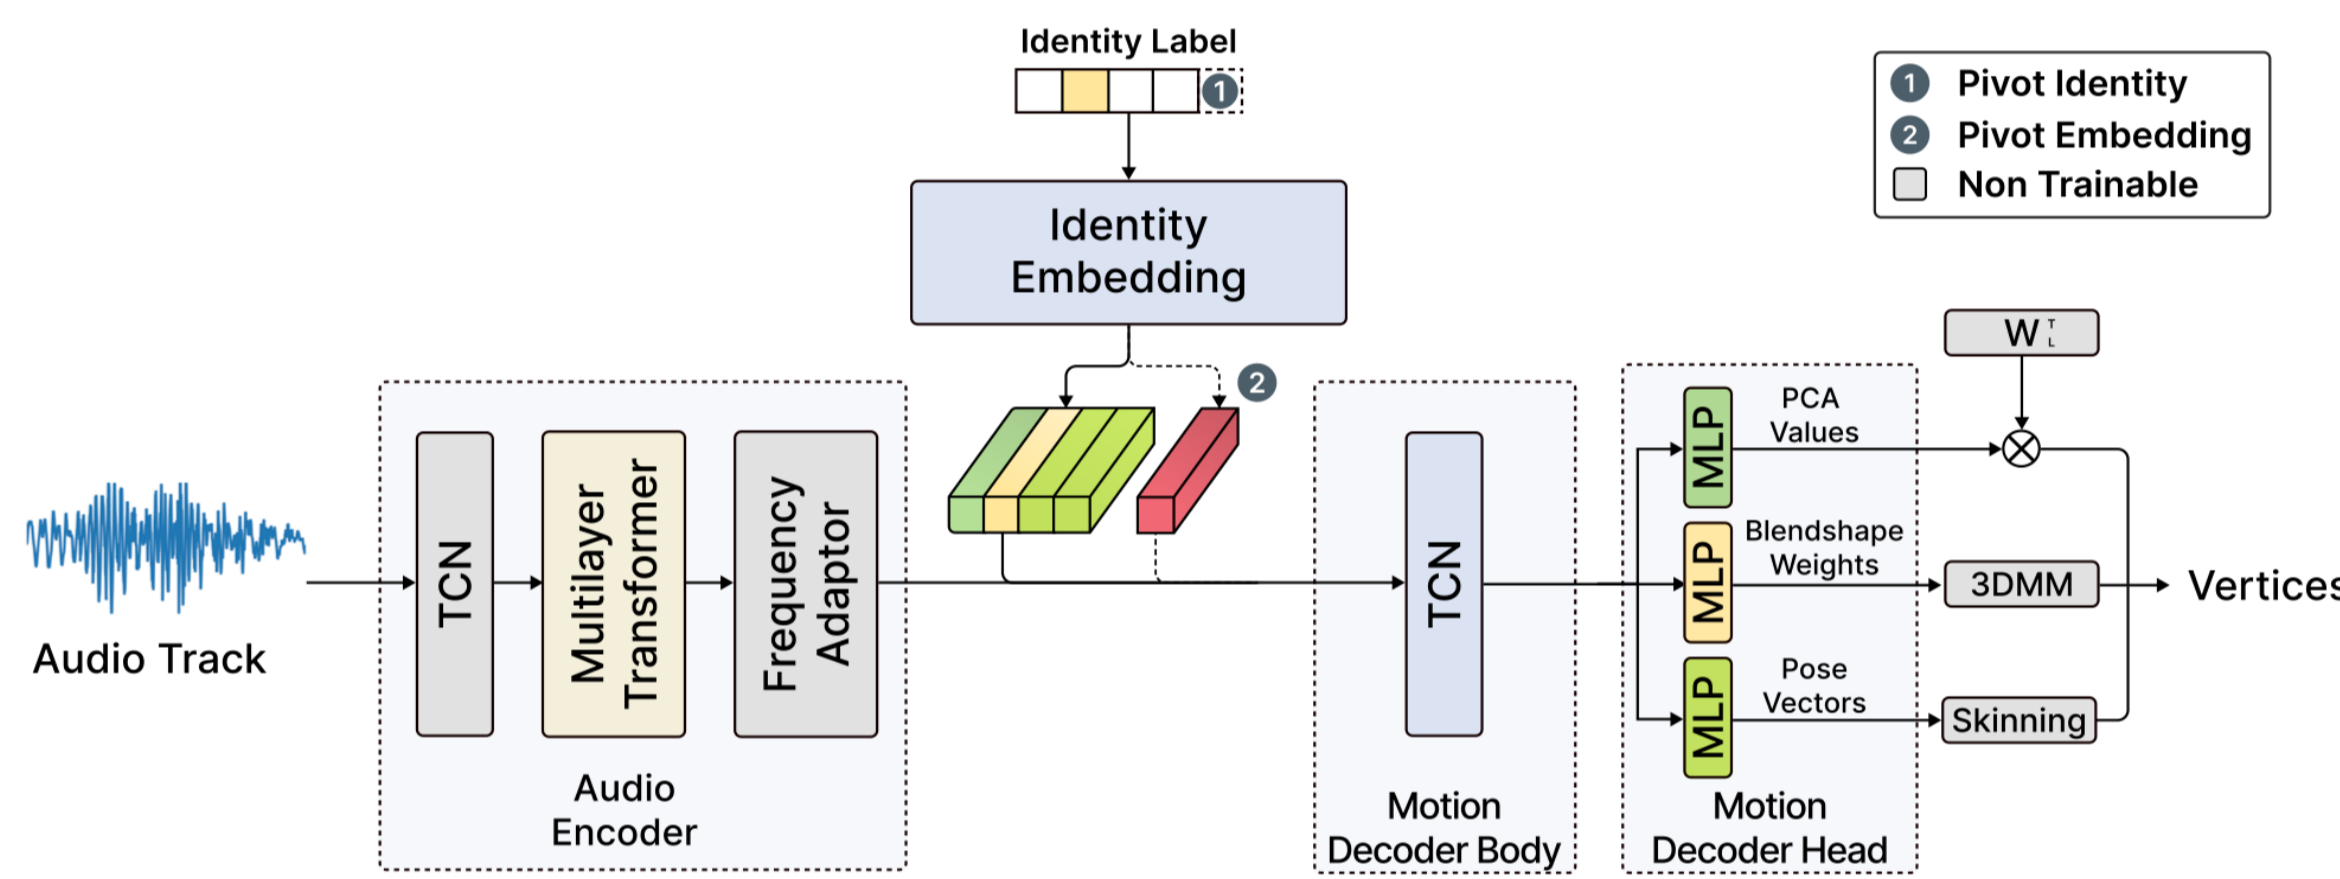 Identity Label
1
1 Pivot Identity
2 Pivot Embedding
Non Trainable
Identity
Embedding
2
W T L
TCN
Multilayer
Transformer
Frequency
Adaptor
Audio
Encoder
Audio Track
TCN
Motion
Decoder Body
MLP
PCA
Values
MLP
Blendshape
Weights
MLP
Pose
Vectors
Motion
Decoder Head
3DMM
Skinning
Vertices